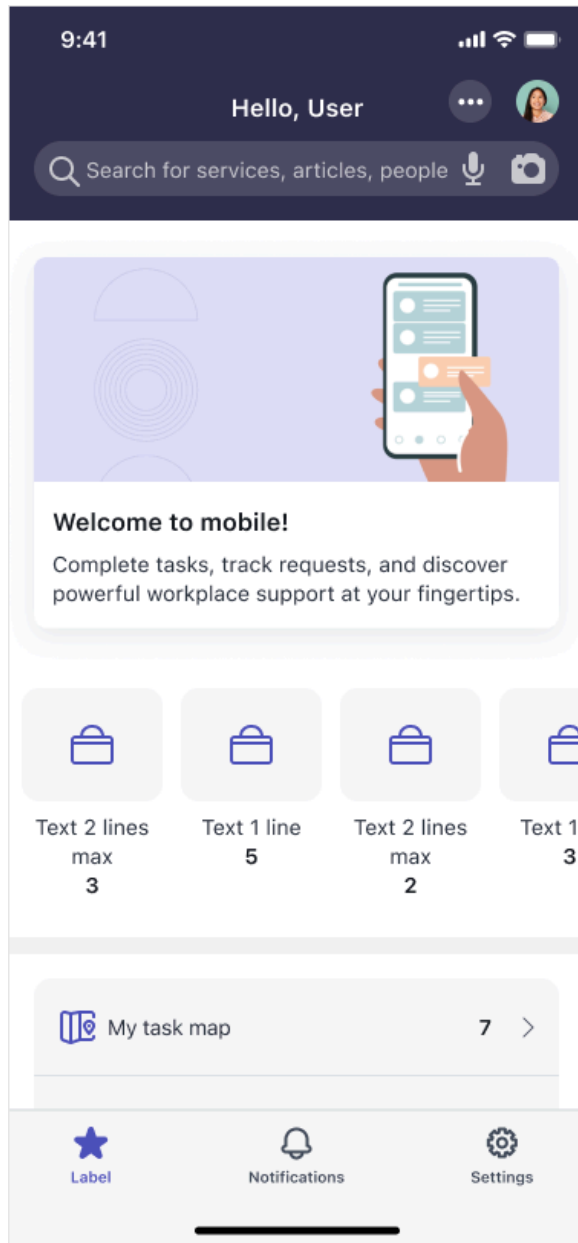 9:41
Hello, User
Search for services, articles, people
Welcome to mobile!
Complete tasks, track requests, and discover
powerful workplace support at your fingertips.
Text 2 lines
max
3
Text 1 line
5
Text 2 lines
max
2
Text 1
3
My task map
7
Label
Notifications
Settings